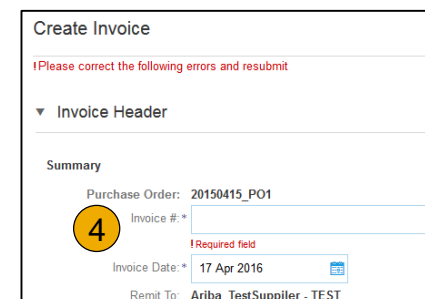 Create Invoice
!Please correct the following errors and resubmit
▼ Invoice Header
Summary
Purchase Order: 20150415_PO1
4
Invoice #:*
! Required field
Invoice Date:* 17 Apr 2016
Remit To: Ariba_TestSuppiler - TEST